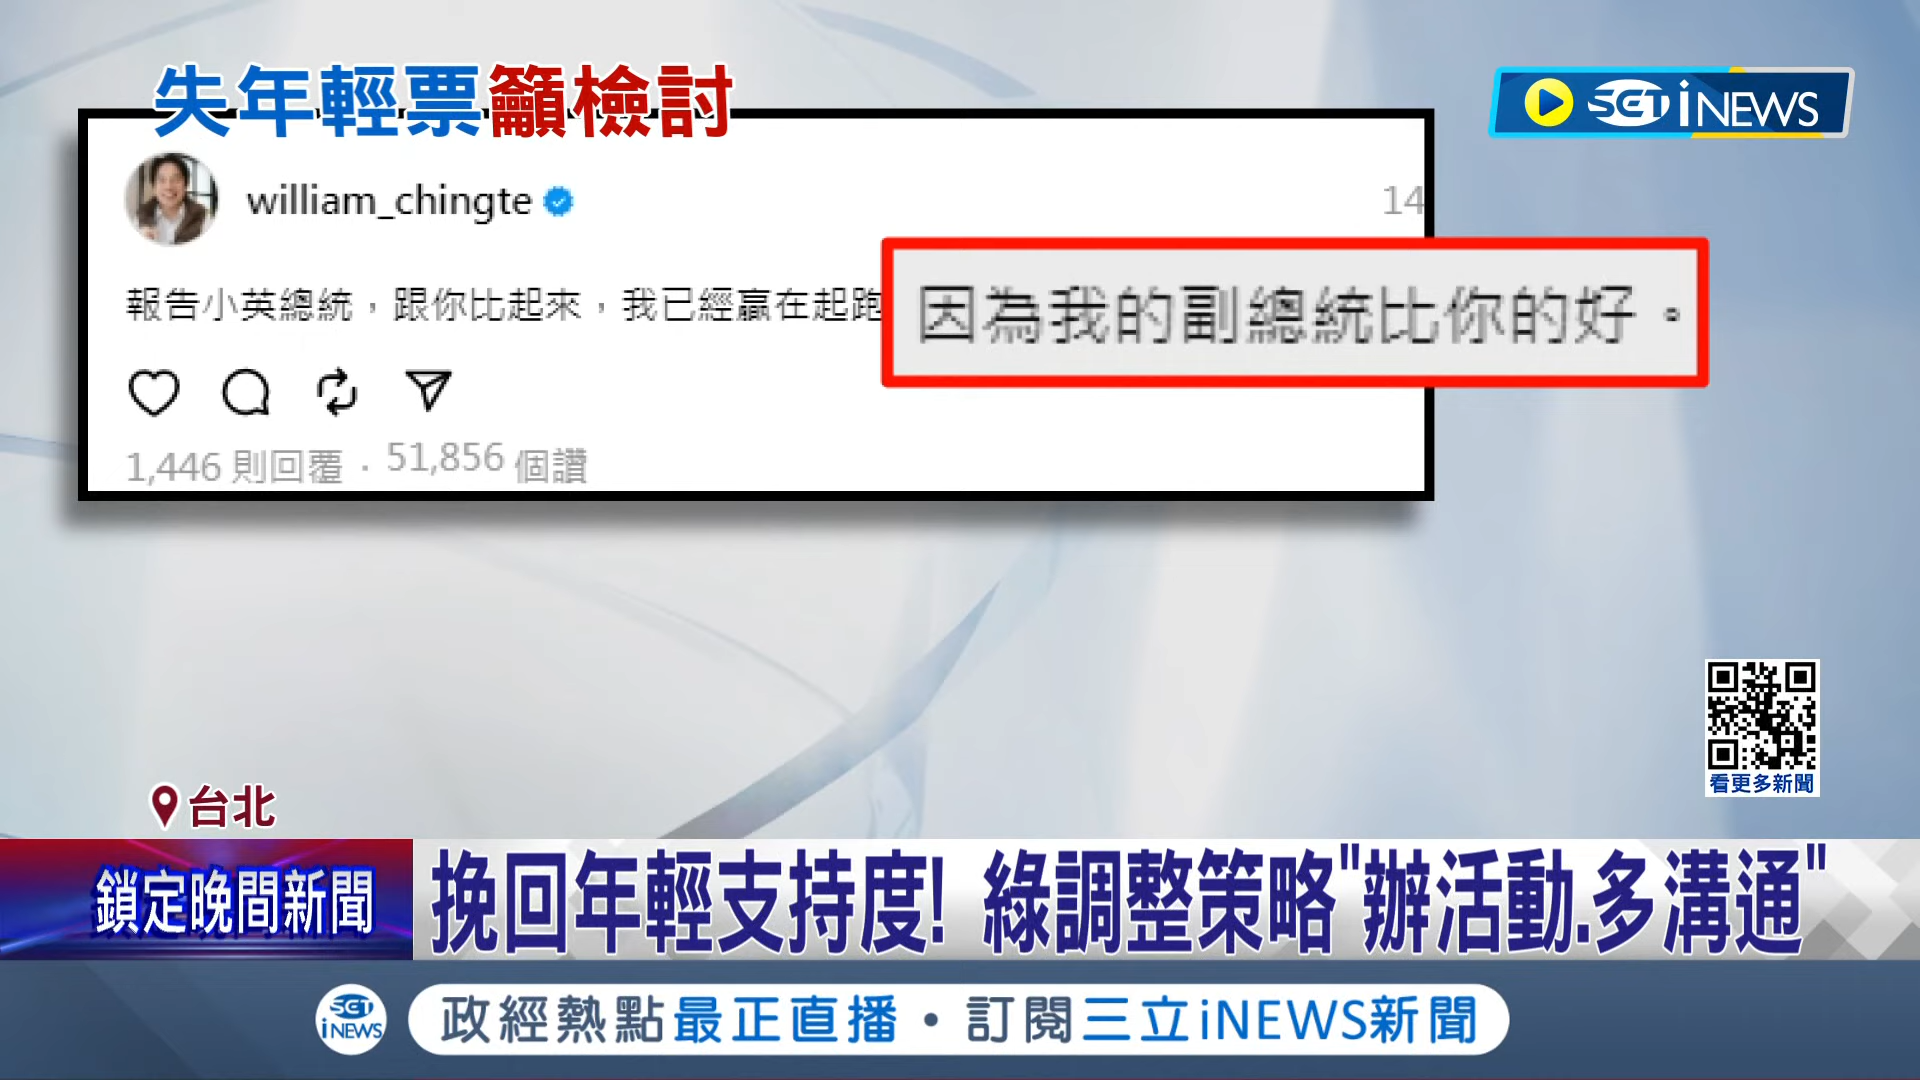 失年輕票籲檢討
SET iNEWS
william_chingte
14
報告小英總統，跟你比起來，我已經贏在起跑
因為我的副總統比你的好。
1,446 則回覆 · 51,856 個讚
看更多新聞
台北
鎖定晚間新聞
挽回年輕支持度! 綠調整策略"辦活動.多溝通"
SET iNEWS
政經熱點最正直播・訂閱三立iNEWS新聞